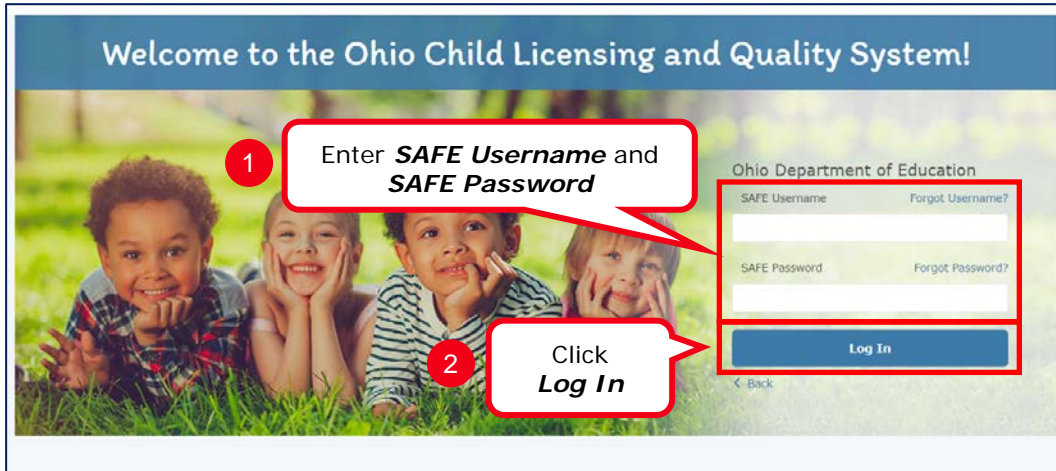 Welcome to the Ohio Child Licensing and Quality System!
1
Enter SAFE Username and
SAFE Password
Ohio Department of Education
SAFE Username Forgot Username?
SAFE Password Forgot Password?
2
Click
Log In
Log In
< Back